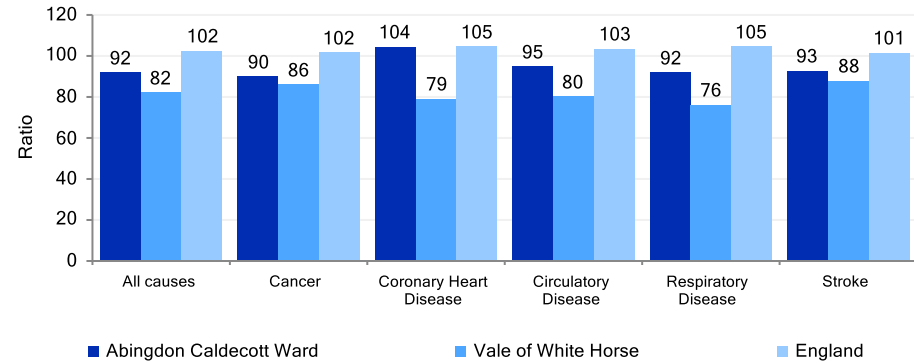 120
100
80
60
40
20
0
Ratio
92 82 102
90 86 102
104 79 105
95 80 103
92 76 105
93 88 101
All causes
Cancer
Coronary Heart
Disease
Circulatory
Disease
Respiratory
Disease
Stroke
Abingdon Caldecott Ward
Vale of White Horse
England